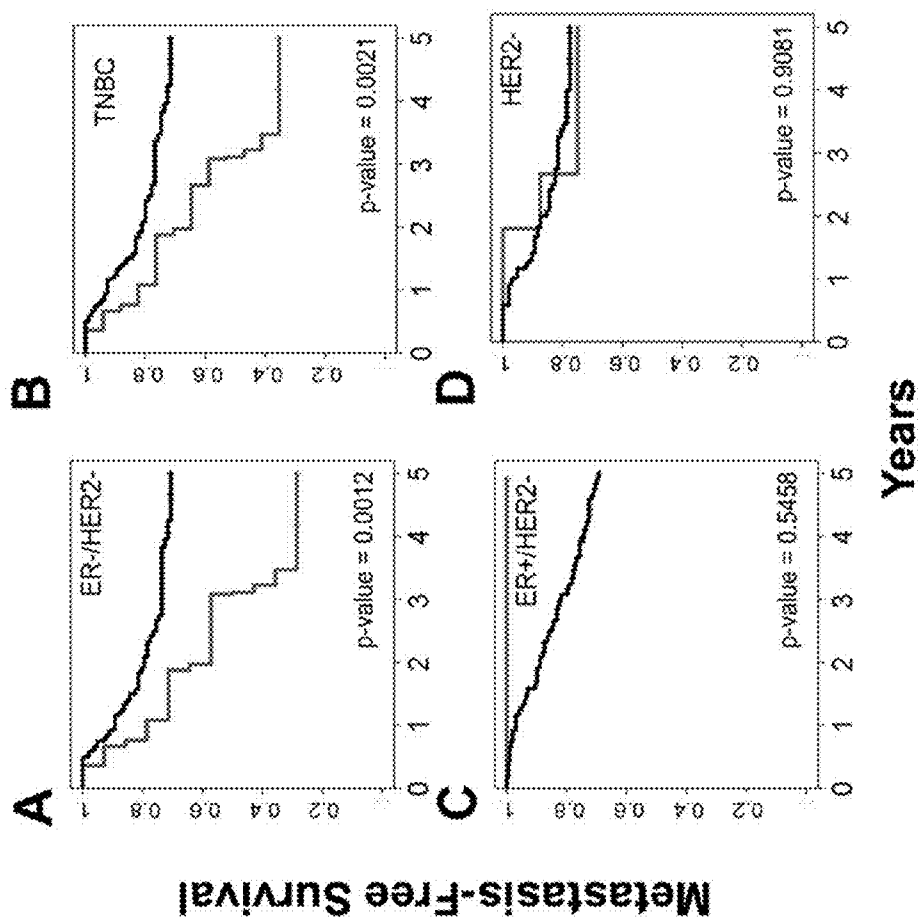 Metastasis-Free Survival
A
ER-/HER2-
1
0.8
0.6
0.4
0.2
p-value = 0.0012
0 1 2 3 4 5
B
TNBC
1
0.8
0.6
0.4
0.2
p-value = 0.0021
0 1 2 3 4 5
C
ER+/HER2-
1
0.8
0.6
0.4
0.2
p-value = 0.5458
0 1 2 3 4 5
D
HER2-
1
0.8
0.6
0.4
0.2
p-value = 0.9081
0 1 2 3 4 5
Years